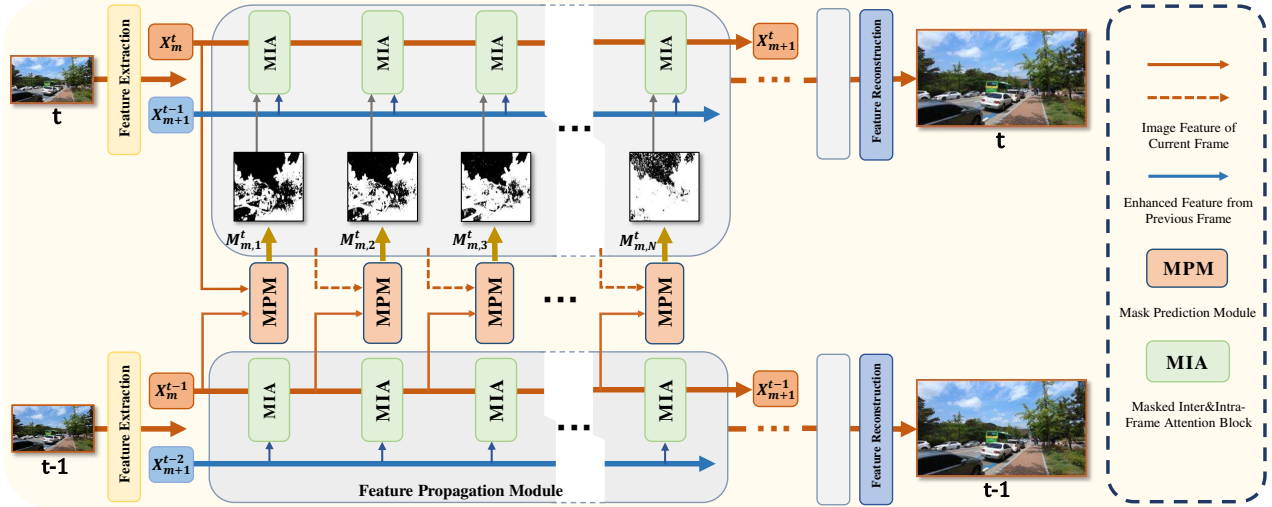 Feature Extraction
X_m^t
X_{m+1}^{t-1}
t
MIA
MIA
MIA
MIA
...
X_{m+1}^t
Feature Reconstruction
t
M_{m,1}^t
M_{m,2}^t
M_{m,3}^t
M_{m,N}^t
MPM
MPM
MPM
...
MPM
Feature Extraction
X_m^{t-1}
X_{m+1}^{t-2}
t-1
MIA
MIA
MIA
...
MIA
X_{m+1}^{t-1}
Feature Reconstruction
t-1
Feature Propagation Module
Image Feature of
Current Frame
Enhanced Feature from
Previous Frame
MPM
Mask Prediction Module
MIA
Masked Inter&Intra-
Frame Attention Block